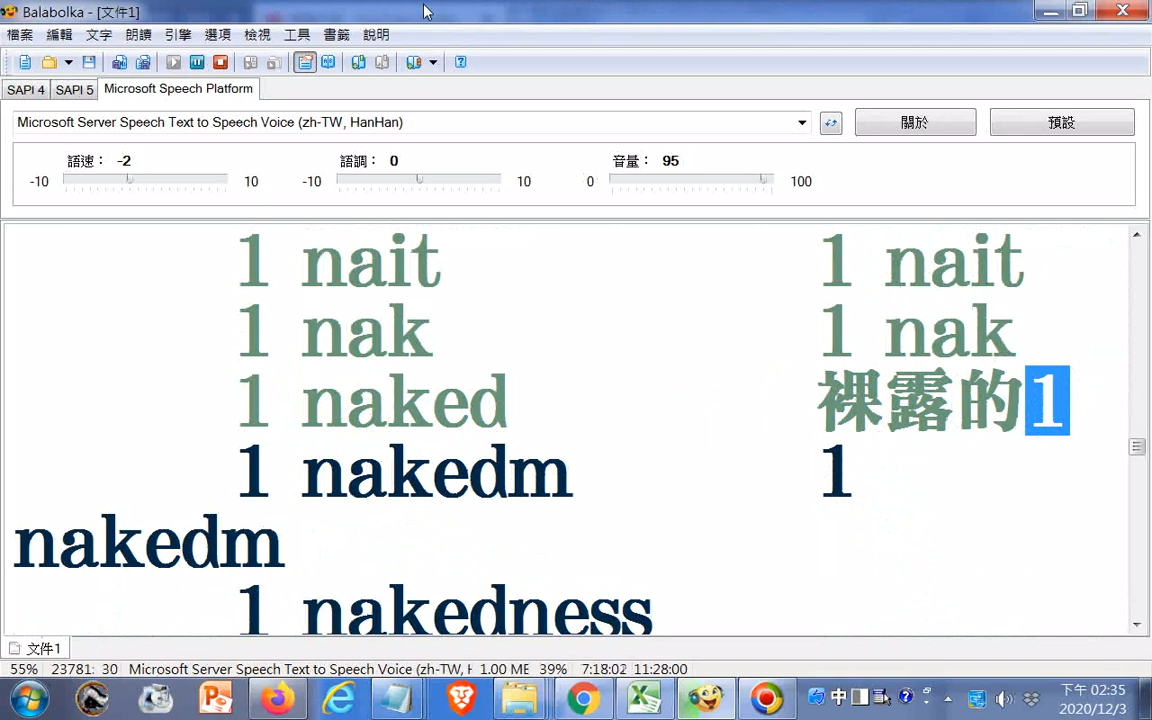 Balabolka - [文件1]
檔案 編輯 文字 朗讀 引擎 選項 檢視 工具 書籤 說明
SAPI 4 SAPI 5 Microsoft Speech Platform
Microsoft Server Speech Text to Speech Voice (zh-TW, HanHan) 關於 預設
語速： -2 語調： 0 音量： 95
-10 10 -10 10 0 100
1 nait 1 nait
1 nak 1 nak
1 naked 裸露的1
1 nakedm 1
nakedm
1 nakedness
文件1
55% 23781: 30 Microsoft Server Speech Text to Speech Voice (zh-TW, H 1.00 ME 39% 7:18:02 11:28:00
中 下午 02:35
2020/12/3